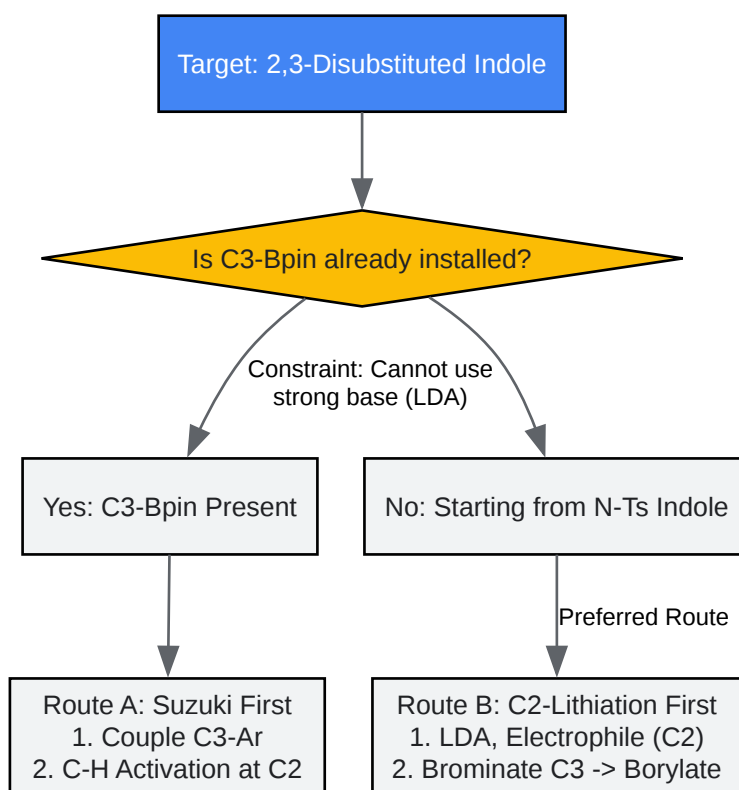 Target: 2,3-Disubstituted Indole
Is C3-Bpin already installed?
Constraint: Cannot use
strong base (LDA)
Yes: C3-Bpin Present
No: Starting from N-Ts Indole
Preferred Route
Route A: Suzuki First
1. Couple C3-Ar
2. C-H Activation at C2
Route B: C2-Lithiation First
1. LDA, Electrophile (C2)
2. Brominate C3 -> Borylate